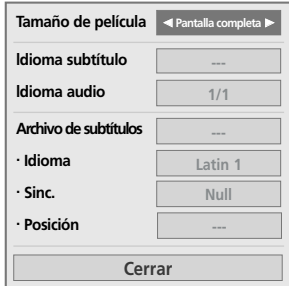 Tamaño de película ◀ Pantalla completa ▶
Idioma subtítulo ---
Idioma audio 1/1
Archivo de subtítulos ---
· Idioma Latin 1
· Sinc. Null
· Posición ---
Cerrar